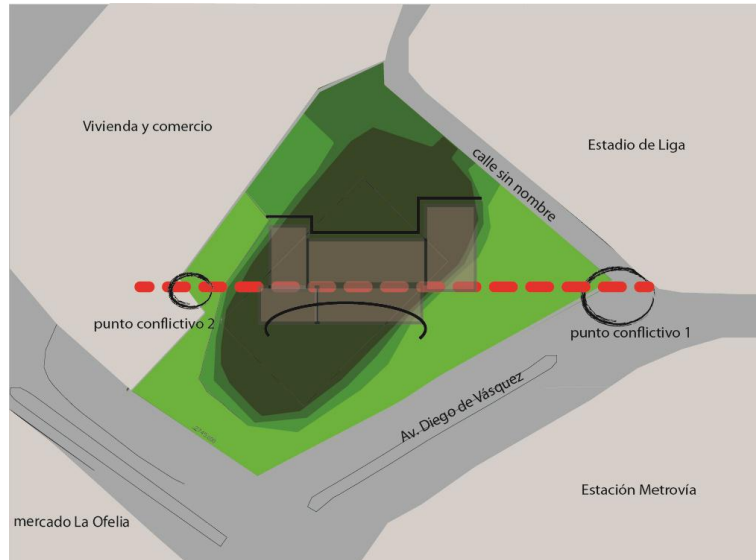 Vivienda y comercio
Estadio de Liga
calle sin nombre
punto conflictivo 2
punto conflictivo 1
Av. Diego de Vásquez
Estación Metrovía
mercado La Ofelia